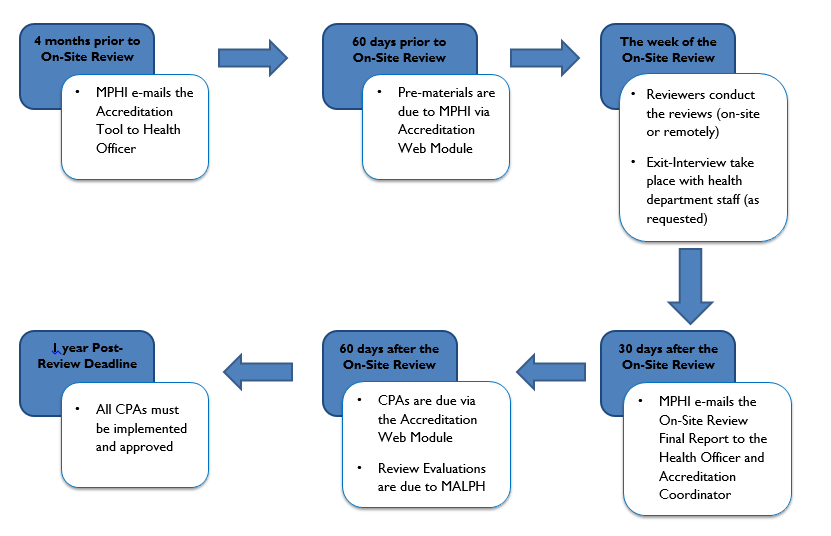 4 months prior to
On-Site Review
• MPHI e-mails the
Accreditation
Tool to Health
Officer
60 days prior to
On-Site Review
• Pre-materials are
due to MPHI via
Accreditation
Web Module
The week of the
On-Site Review
• Reviewers conduct
the reviews (on-site
or remotely)
• Exit-Interview take
place with health
department staff (as
requested)
30 days after the
On-Site Review
• MPHI e-mails the
On-Site Review
Final Report to the
Health Officer and
Accreditation
Coordinator
60 days after the
On-Site Review
• CPAs are due via
the Accreditation
Web Module
• Review Evaluations
are due to MALPH
1 year Post-
Review Deadline
• All CPAs must
be implemented
and approved